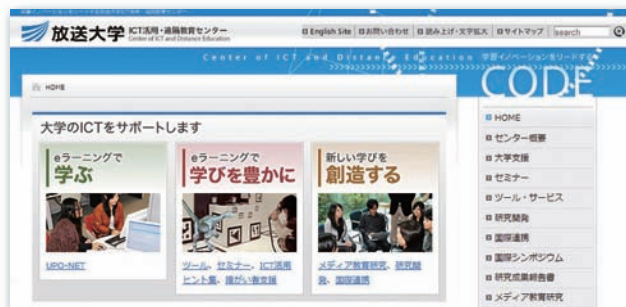 放送大学 ICT活用・遠隔教育センター
Center of ICT and Distance Education
English Site お問い合わせ 読み上げ・文字拡大 サイトマップ search
Center of ICT and Distance Education 学習イノベーションをリードする
CODE
HOME
大学のICTをサポートします
eラーニングで
学ぶ
UPO-NET
eラーニングで
学びを豊かに
ツール、セミナー、ICT活用
ヒント集、障がい者支援
新しい学びを
創造する
メディア教育研究、研究開
発、国際連携
HOME
センター概要
大学支援
セミナー
ツール・サービス
研究開発
国際連携
国際シンポジウム
研究成果報告書
メディア教育研究